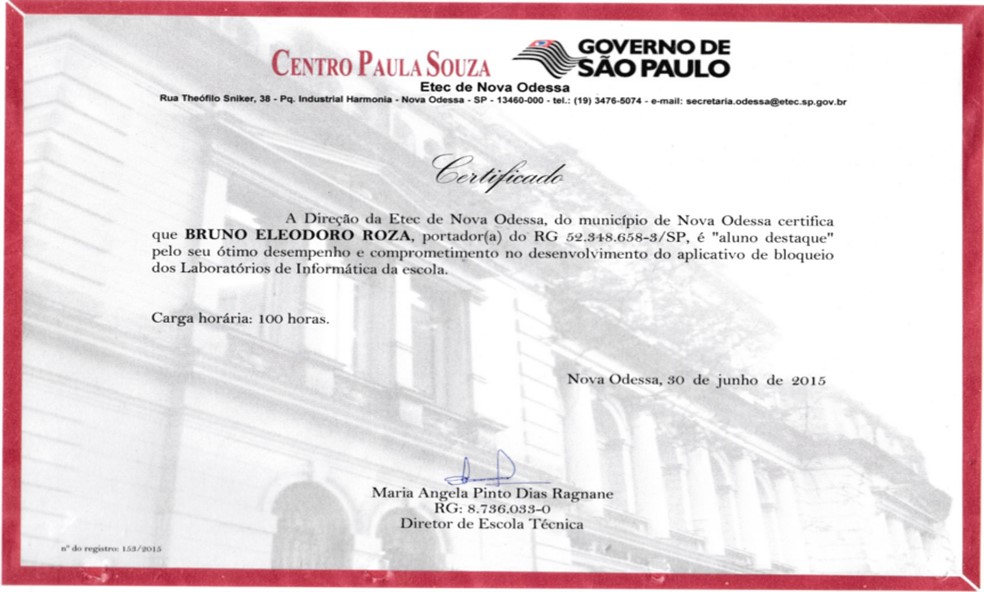 CENTRO PAULA SOUZA
GOVERNO DE
SÃO PAULO
Etec de Nova Odessa
Rua Theófilo Sniker, 38 - Pq. Industrial Harmonia - Nova Odessa - SP - 13460-000 - tel.: (19) 3476-5074 - e-mail: secretaria.odessa@etec.sp.gov.br
Certificado
A Direção da Etec de Nova Odessa, do município de Nova Odessa certifica
que BRUNO ELEODORO ROZA, portador(a) do RG 52.348.658-3/SP, é "aluno destaque"
pelo seu ótimo desempenho e comprometimento no desenvolvimento do aplicativo de bloqueio
dos Laboratórios de Informática da escola.
Carga horária: 100 horas.
Nova Odessa, 30 de junho de 2015
Maria Angela Pinto Dias Ragnane
RG: 8.736.033-0
Diretor de Escola Técnica
nº do registro: 153/2015